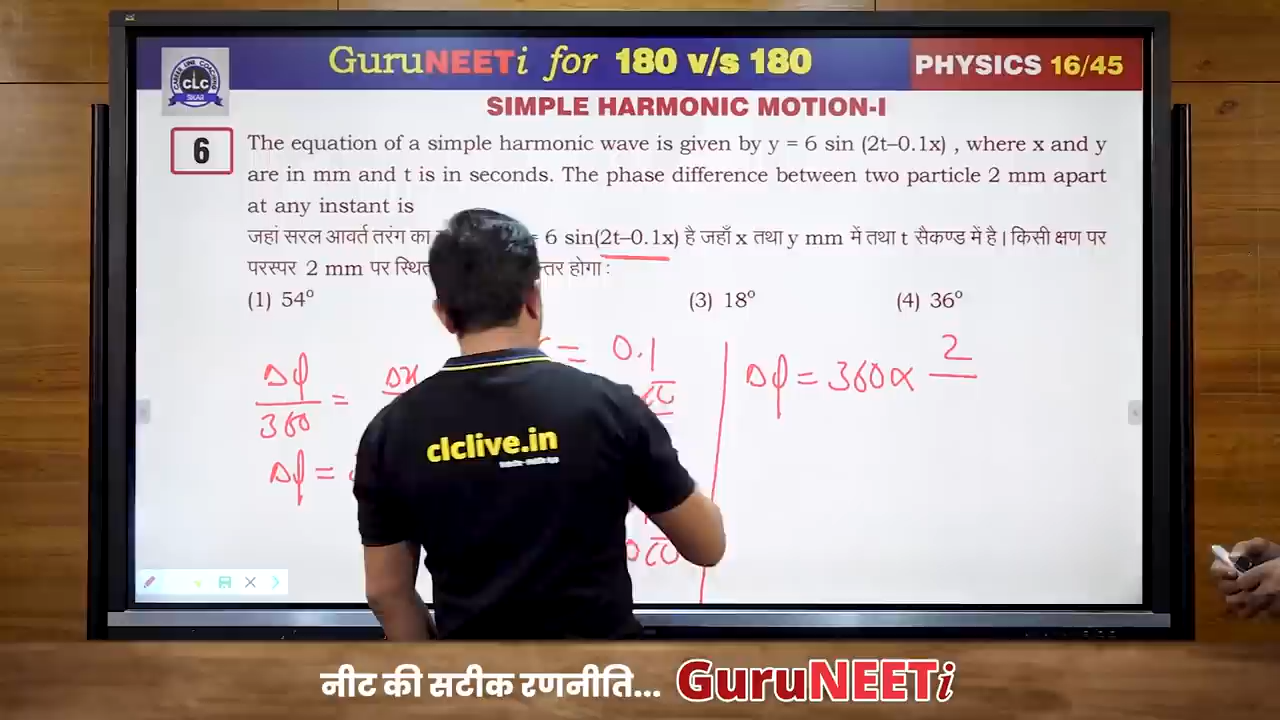 GuruNEETi for 180 v/s 180
PHYSICS 16/45
CLC
SIKAR
SIMPLE HARMONIC MOTION-I
6
The equation of a simple harmonic wave is given by y = 6 sin (2t–0.1x) , where x and y
are in mm and t is in seconds. The phase difference between two particle 2 mm apart
at any instant is
जहां सरल आवर्त तरंग का = 6 sin(2t–0.1x) है जहाँ x तथा y mm में तथा t सैकण्ड में है। किसी क्षण पर
परस्पर 2 mm पर स्थित न्तर होगा :
(1) 54° (3) 18° (4) 36°
Δφ/360 = Δx
= 0.1
Δφ =
Δφ = 360 × 2
clclive.in
नीट की सटीक रणनीति... GuruNEETi